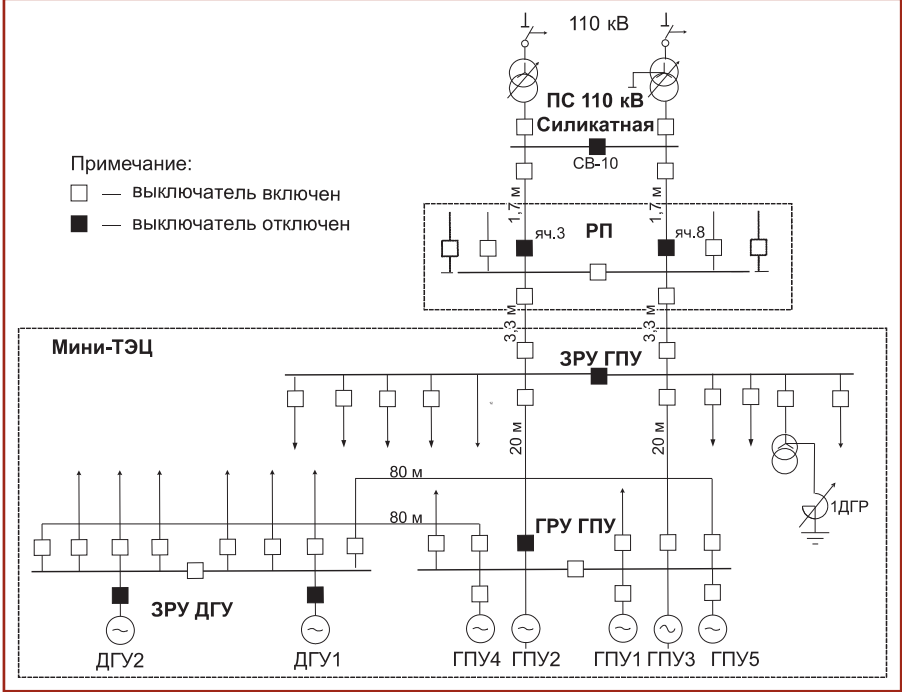 110 кВ
ПС 110 кВ
Силикатная
СВ-10
Примечание:
— выключатель включен
— выключатель отключен
1,7 м
1,7 м
яч.3
РП
яч.8
3,3 м
3,3 м
Мини-ТЭЦ
ЗРУ ГПУ
20 м
20 м
80 м
1ДГР
80 м
ГРУ ГПУ
ЗРУ ДГУ
ДГУ2
ДГУ1
ГПУ4
ГПУ2
ГПУ1
ГПУ3
ГПУ5